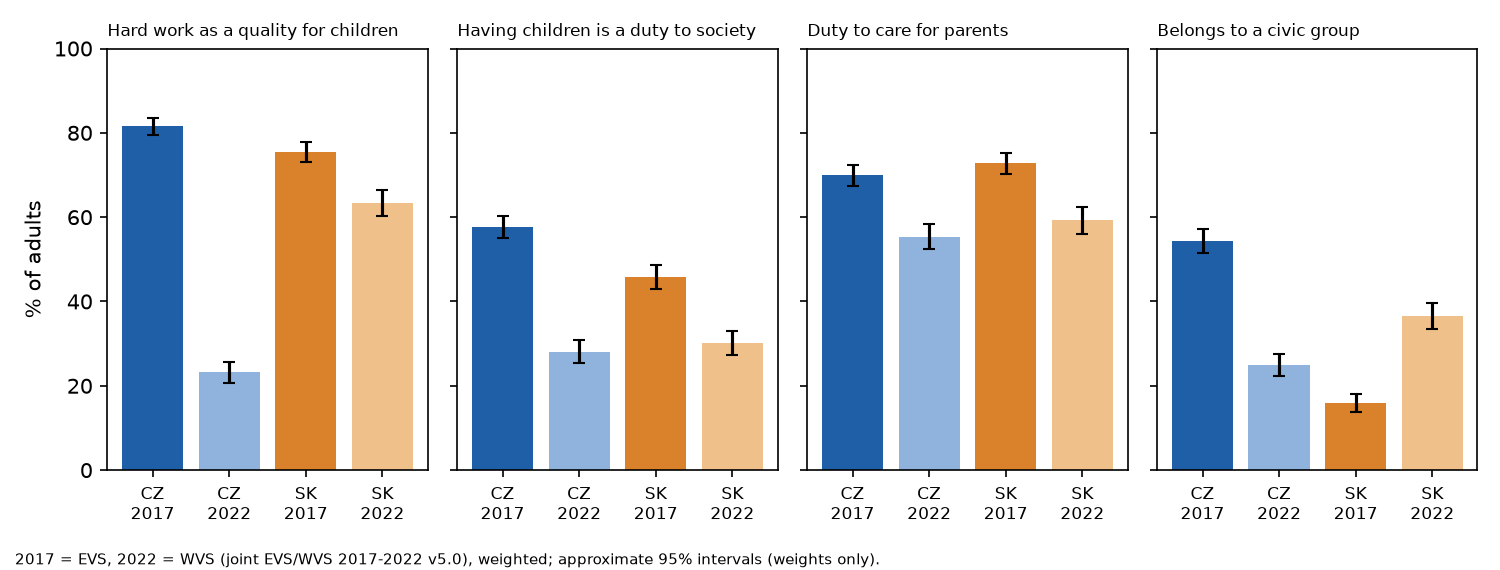 Hard work as a quality for children
Having children is a duty to society
Duty to care for parents
Belongs to a civic group
% of adults
100
80
60
40
20
0
CZ
2017
CZ
2022
SK
2017
SK
2022
CZ
2017
CZ
2022
SK
2017
SK
2022
CZ
2017
CZ
2022
SK
2017
SK
2022
CZ
2017
CZ
2022
SK
2017
SK
2022
2017 = EVS, 2022 = WVS (joint EVS/WVS 2017-2022 v5.0), weighted; approximate 95% intervals (weights only).